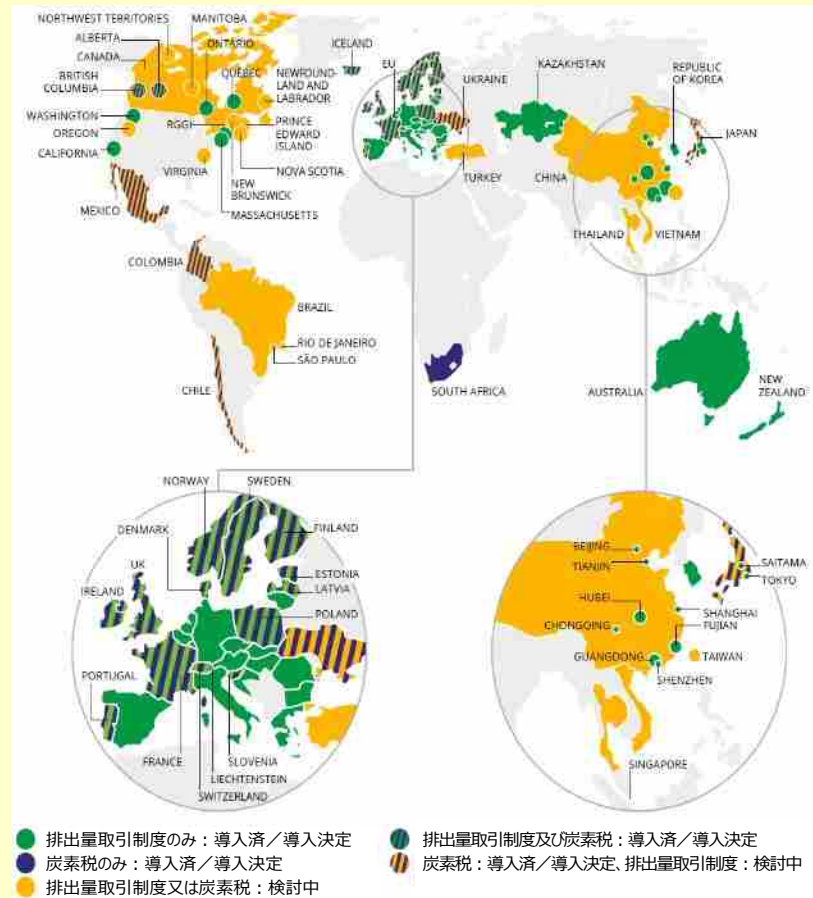 NORTHWEST TERRITORIES
MANITOBA
ALBERTA
ONTARIO
CANADA
QUÉBEC
BRITISH
COLUMBIA
NEWFOUND-
LAND AND
LABRADOR
WASHINGTON
OREGON
RGGI
PRINCE
EDWARD
ISLAND
CALIFORNIA
VIRGINIA
NOVA SCOTIA
NEW
BRUNSWICK
MASSACHUSETTS
MEXICO
ICELAND
EU
UKRAINE
KAZAKHSTAN
REPUBLIC
OF KOREA
JAPAN
TURKEY
CHINA
THAILAND
VIETNAM
COLOMBIA
BRAZIL
RIO DE JANEIRO
SÃO PAULO
CHILE
SOUTH AFRICA
AUSTRALIA
NEW
ZEALAND
NORWAY
SWEDEN
DENMARK
FINLAND
UK
ESTONIA
LATVIA
IRELAND
POLAND
PORTUGAL
FRANCE
SLOVENIA
LIECHTENSTEIN
SWITZERLAND
BEIJING
TIANJIN
SAITAMA
TOKYO
HUBEI
SHANGHAI
CHONGQING
FUJIAN
GUANGDONG
TAIWAN
SHENZHEN
SINGAPORE
排出量取引制度のみ：導入済／導入決定
炭素税のみ：導入済／導入決定
排出量取引制度又は炭素税：検討中
排出量取引制度及び炭素税：導入済／導入決定
炭素税：導入済／導入決定、排出量取引制度：検討中